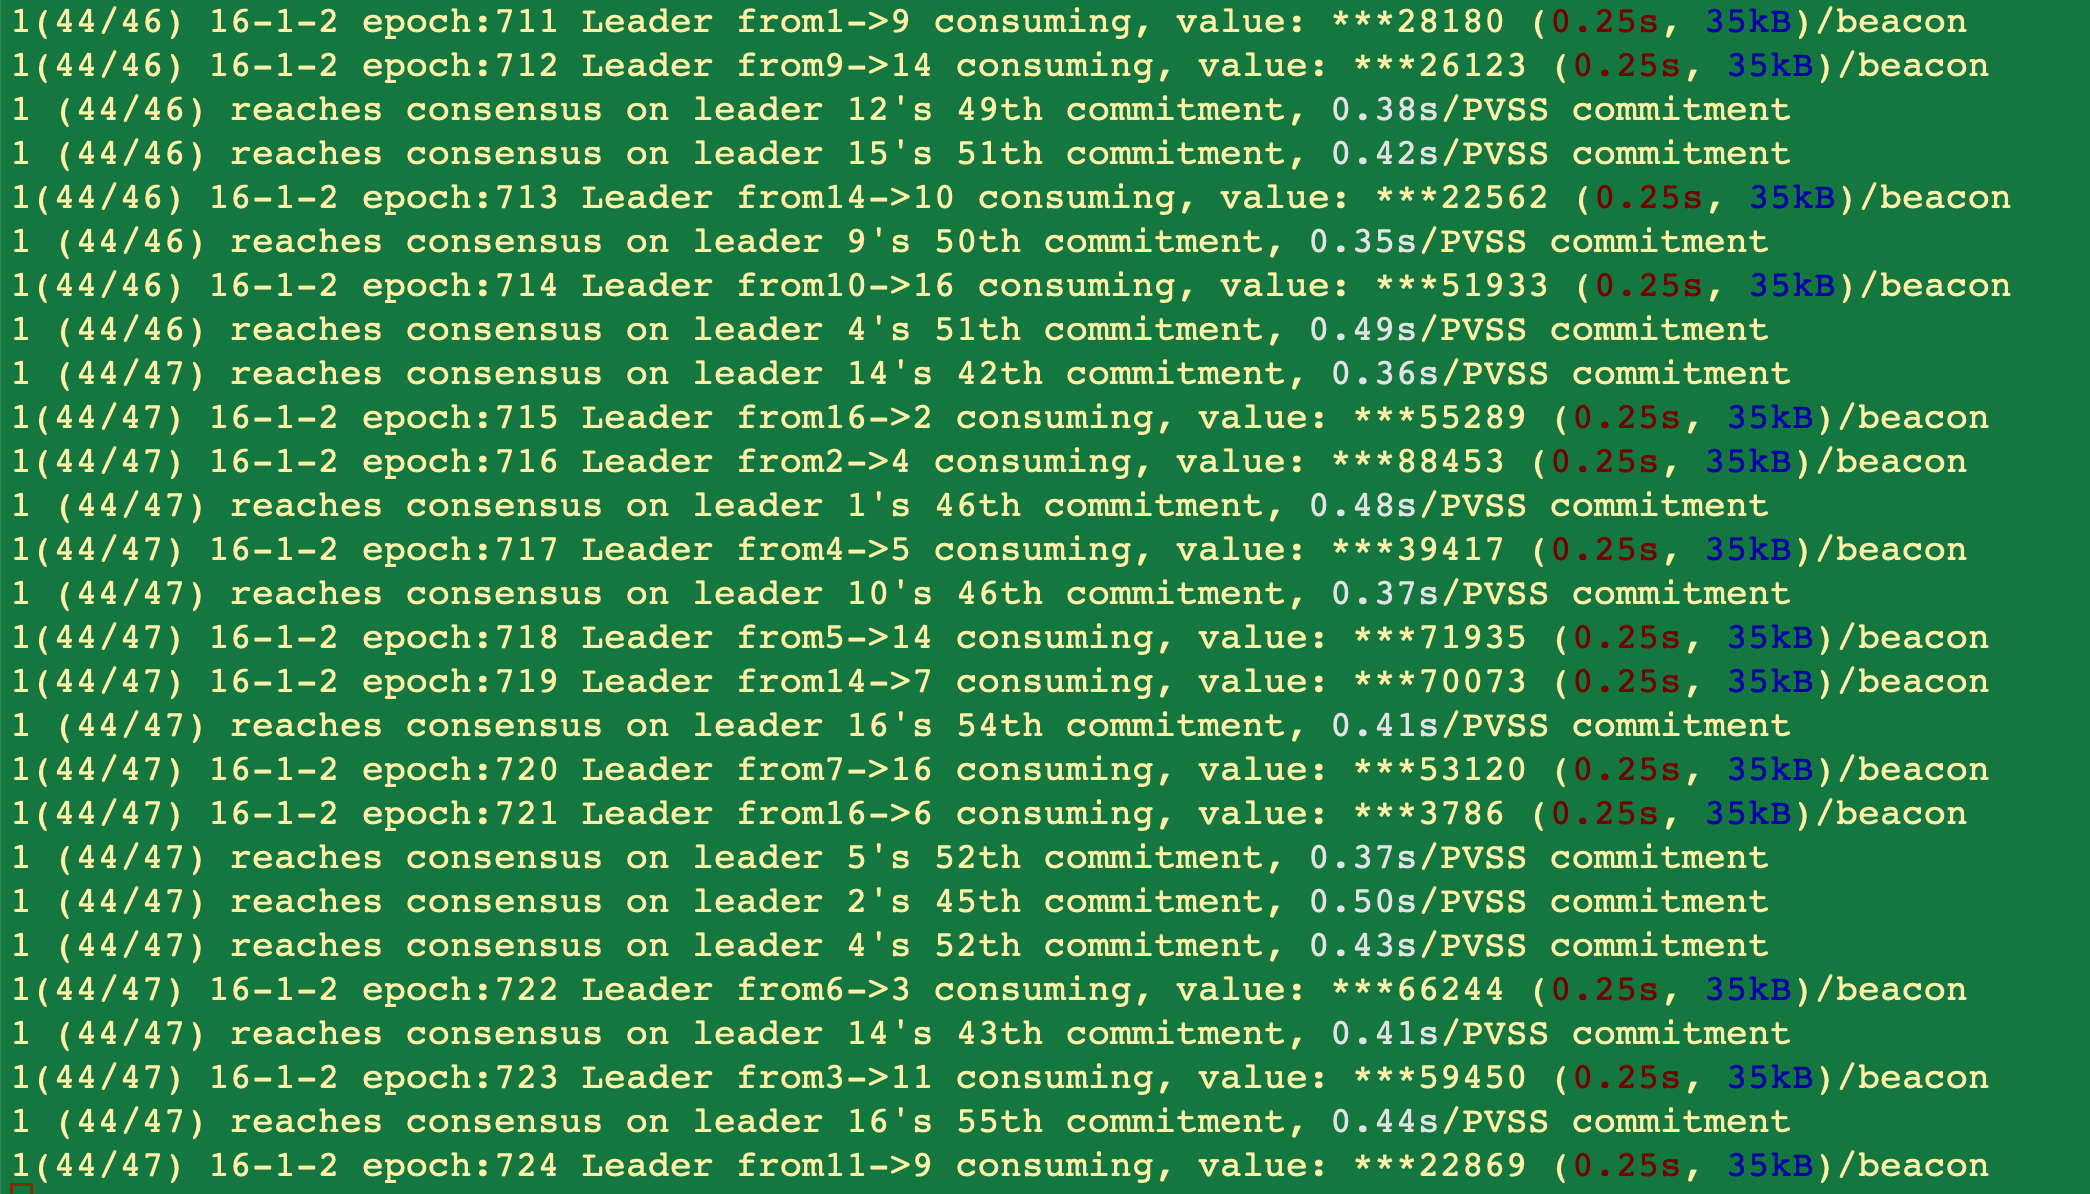 1(44/46) 16-1-2 epoch:711 Leader from1->9 consuming, value: ***28180 (0.25s, 35kB)/beacon
1(44/46) 16-1-2 epoch:712 Leader from9->14 consuming, value: ***26123 (0.25s, 35kB)/beacon
1 (44/46) reaches consensus on leader 12's 49th commitment, 0.38s/PVSS commitment
1 (44/46) reaches consensus on leader 15's 51th commitment, 0.42s/PVSS commitment
1(44/46) 16-1-2 epoch:713 Leader from14->10 consuming, value: ***22562 (0.25s, 35kB)/beacon
1 (44/46) reaches consensus on leader 9's 50th commitment, 0.35s/PVSS commitment
1(44/46) 16-1-2 epoch:714 Leader from10->16 consuming, value: ***51933 (0.25s, 35kB)/beacon
1 (44/46) reaches consensus on leader 4's 51th commitment, 0.49s/PVSS commitment
1 (44/47) reaches consensus on leader 14's 42th commitment, 0.36s/PVSS commitment
1(44/47) 16-1-2 epoch:715 Leader from16->2 consuming, value: ***55289 (0.25s, 35kB)/beacon
1(44/47) 16-1-2 epoch:716 Leader from2->4 consuming, value: ***88453 (0.25s, 35kB)/beacon
1 (44/47) reaches consensus on leader 1's 46th commitment, 0.48s/PVSS commitment
1(44/47) 16-1-2 epoch:717 Leader from4->5 consuming, value: ***39417 (0.25s, 35kB)/beacon
1 (44/47) reaches consensus on leader 10's 46th commitment, 0.37s/PVSS commitment
1(44/47) 16-1-2 epoch:718 Leader from5->14 consuming, value: ***71935 (0.25s, 35kB)/beacon
1(44/47) 16-1-2 epoch:719 Leader from14->7 consuming, value: ***70073 (0.25s, 35kB)/beacon
1 (44/47) reaches consensus on leader 16's 54th commitment, 0.41s/PVSS commitment
1(44/47) 16-1-2 epoch:720 Leader from7->16 consuming, value: ***53120 (0.25s, 35kB)/beacon
1(44/47) 16-1-2 epoch:721 Leader from16->6 consuming, value: ***3786 (0.25s, 35kB)/beacon
1 (44/47) reaches consensus on leader 5's 52th commitment, 0.37s/PVSS commitment
1 (44/47) reaches consensus on leader 2's 45th commitment, 0.50s/PVSS commitment
1 (44/47) reaches consensus on leader 4's 52th commitment, 0.43s/PVSS commitment
1(44/47) 16-1-2 epoch:722 Leader from6->3 consuming, value: ***66244 (0.25s, 35kB)/beacon
1 (44/47) reaches consensus on leader 14's 43th commitment, 0.41s/PVSS commitment
1(44/47) 16-1-2 epoch:723 Leader from3->11 consuming, value: ***59450 (0.25s, 35kB)/beacon
1 (44/47) reaches consensus on leader 16's 55th commitment, 0.44s/PVSS commitment
1(44/47) 16-1-2 epoch:724 Leader from11->9 consuming, value: ***22869 (0.25s, 35kB)/beacon